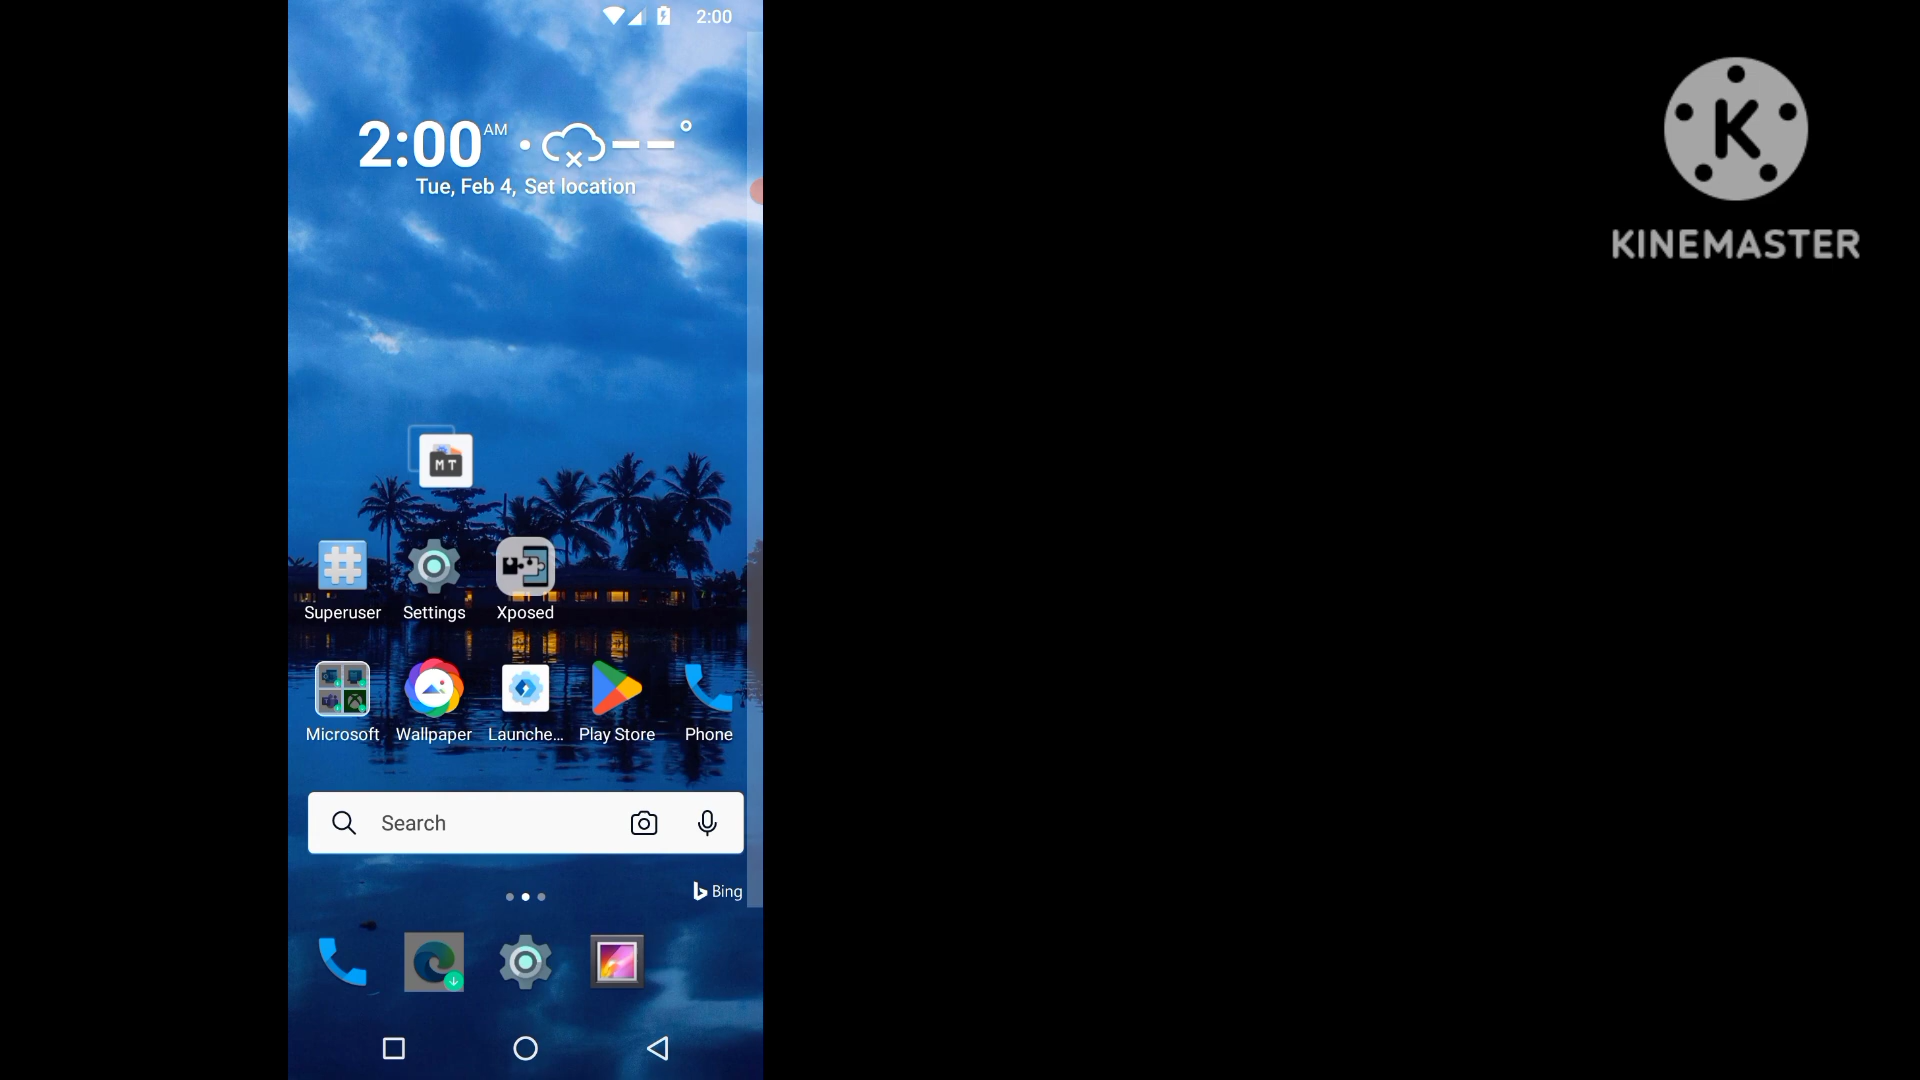 2:00
2:00 AM --°
Tue, Feb 4, Set location
MT
Superuser Settings Xposed
Microsoft Wallpaper Launche... Play Store Phone
Search
Bing
K
KINEMASTER